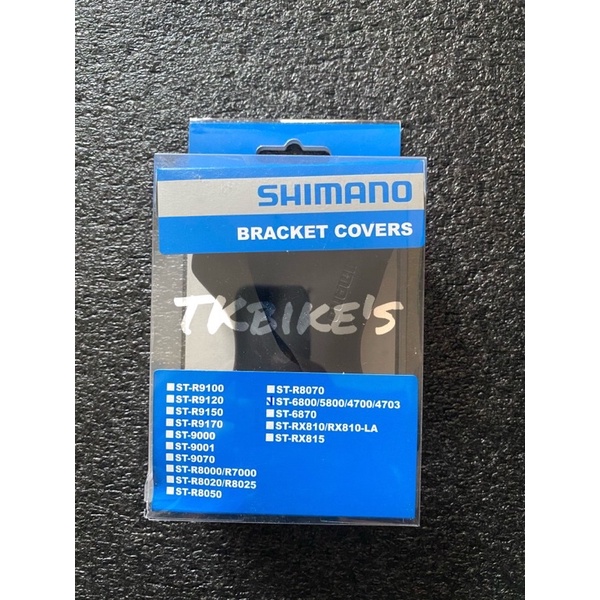 SHIMANO
BRACKET COVERS
TKBIKE'S
ST-R9100
ST-R9120
ST-R9150
ST-R9170
ST-9000
ST-9001
ST-9070
ST-R8000/R7000
ST-R8020/R8025
ST-R8050
ST-R8070
ST-6800/5800/4700/4703
ST-6870
ST-RX810/RX810-LA
ST-RX815